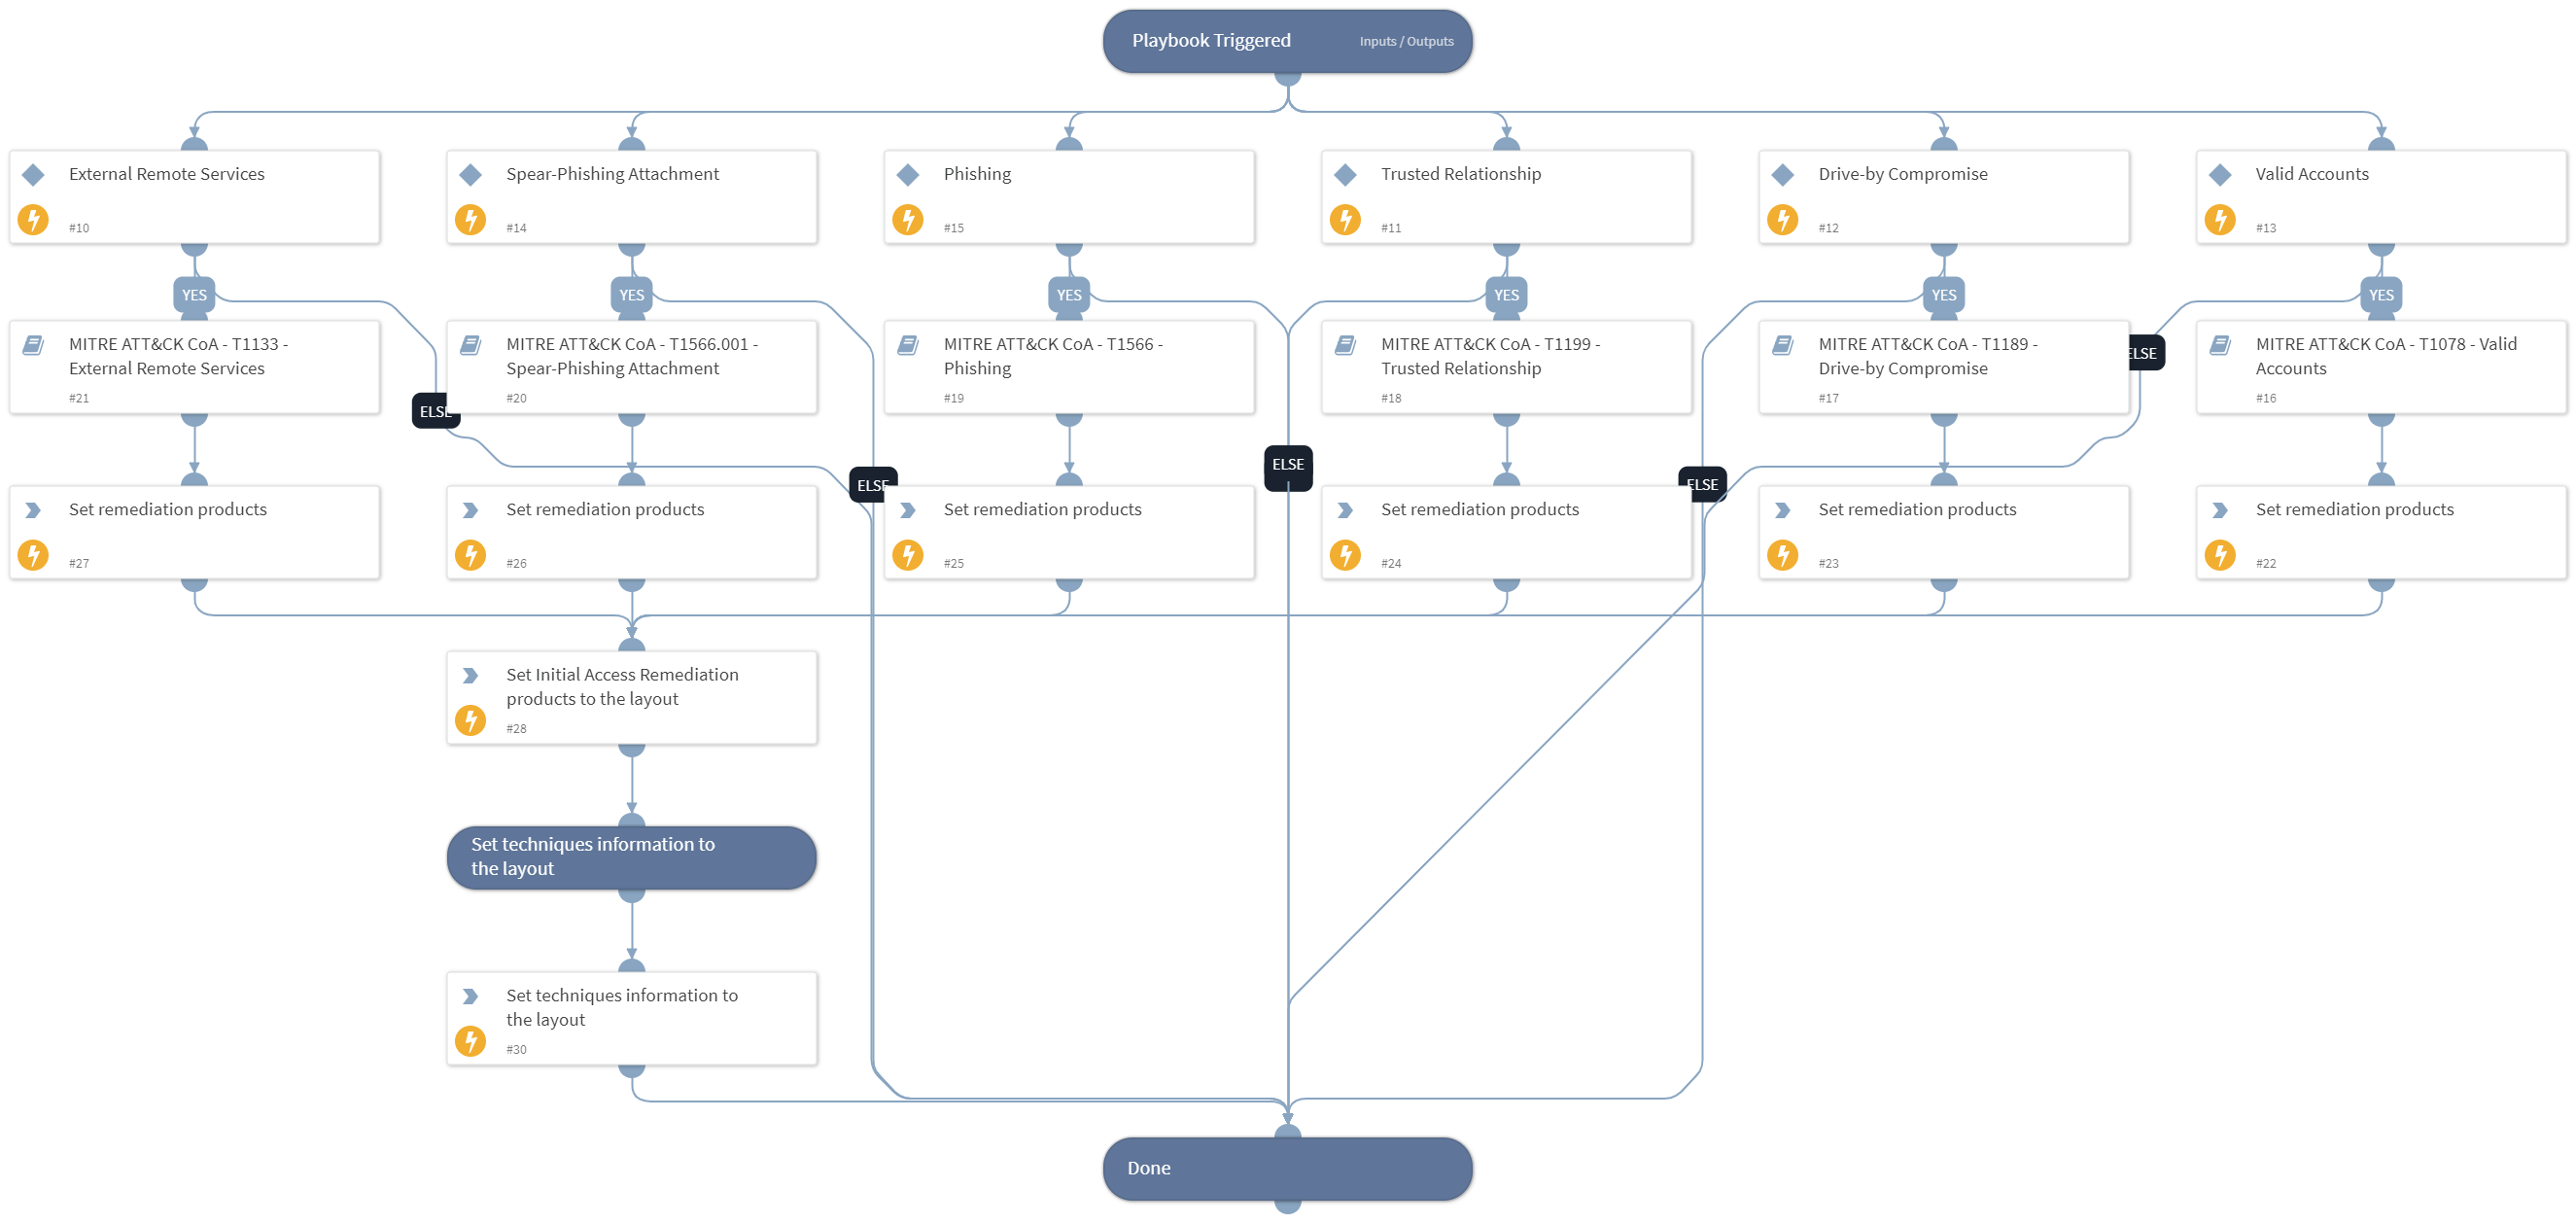 Playbook Triggered
Inputs / Outputs
External Remote Services
#10
Spear-Phishing Attachment
#14
Phishing
#15
Trusted Relationship
#11
Drive-by Compromise
#12
Valid Accounts
#13
YES
YES
YES
YES
YES
YES
MITRE ATT&CK CoA - T1133 -
External Remote Services
#21
MITRE ATT&CK CoA - T1566.001 -
Spear-Phishing Attachment
#20
MITRE ATT&CK CoA - T1566 -
Phishing
#19
MITRE ATT&CK CoA - T1199 -
Trusted Relationship
#18
MITRE ATT&CK CoA - T1189 -
Drive-by Compromise
#17
MITRE ATT&CK CoA - T1078 - Valid
Accounts
#16
ELSE
ELSE
ELSE
ELSE
ELSE
Set remediation products
#27
Set remediation products
#26
Set remediation products
#25
Set remediation products
#24
Set remediation products
#23
Set remediation products
#22
Set Initial Access Remediation
products to the layout
#28
Set techniques information to
the layout
Set techniques information to
the layout
#30
Done